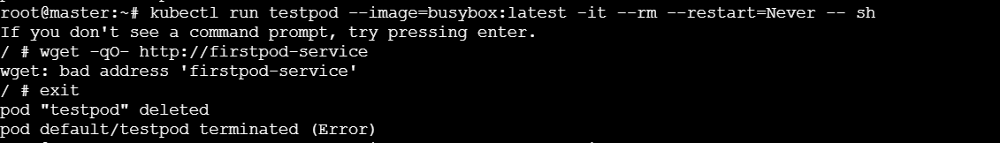 root@master:~# kubectl run testpod --image=busybox:latest -it --rm --restart=Never -- sh
If you don't see a command prompt, try pressing enter.
/ # wget -qO- http://firstpod-service
wget: bad address 'firstpod-service'
/ # exit
pod "testpod" deleted
pod default/testpod terminated (Error)